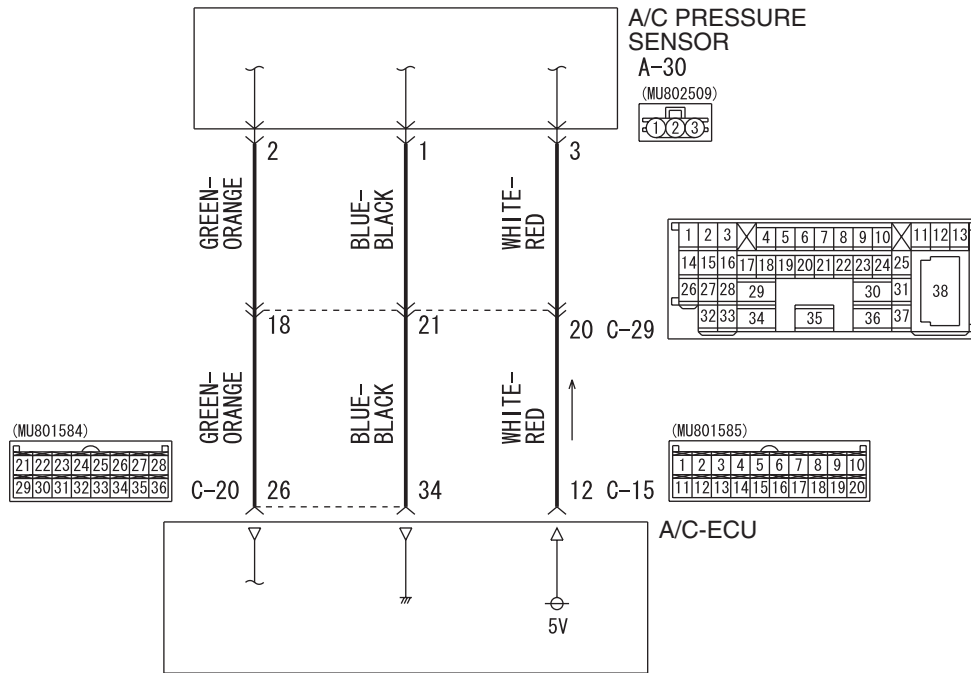 A/C PRESSURE
SENSOR
A-30
(MU802509)
1 2 3
2 1 3
GREEN-
ORANGE
BLUE-
BLACK
WHITE-
RED
1 2 3 4 5 6 7 8 9 10 11 12 13
14 15 16 17 18 19 20 21 22 23 24 25
26 27 28 29 30 31 38
32 33 34 35 36 37
18 21 20 C-29
GREEN-
ORANGE
BLUE-
BLACK
WHITE-
RED
(MU801584)
21 22 23 24 25 26 27 28
29 30 31 32 33 34 35 36
(MU801585)
1 2 3 4 5 6 7 8 9 10
11 12 13 14 15 16 17 18 19 20
C-20 26 34 12 C-15
A/C-ECU
5V